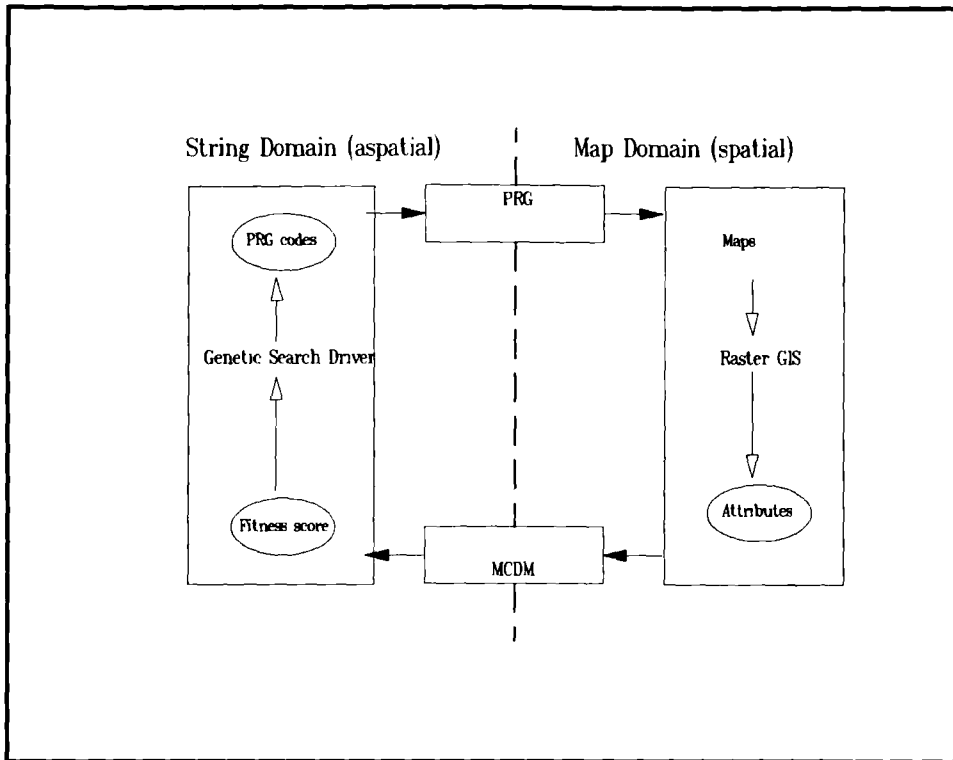 String Domain (aspatial)
Map Domain (spatial)
PRG
PRG codes
Maps
Genetic Search Driver
Raster GIS
Attributes
Fitness score
MCDM